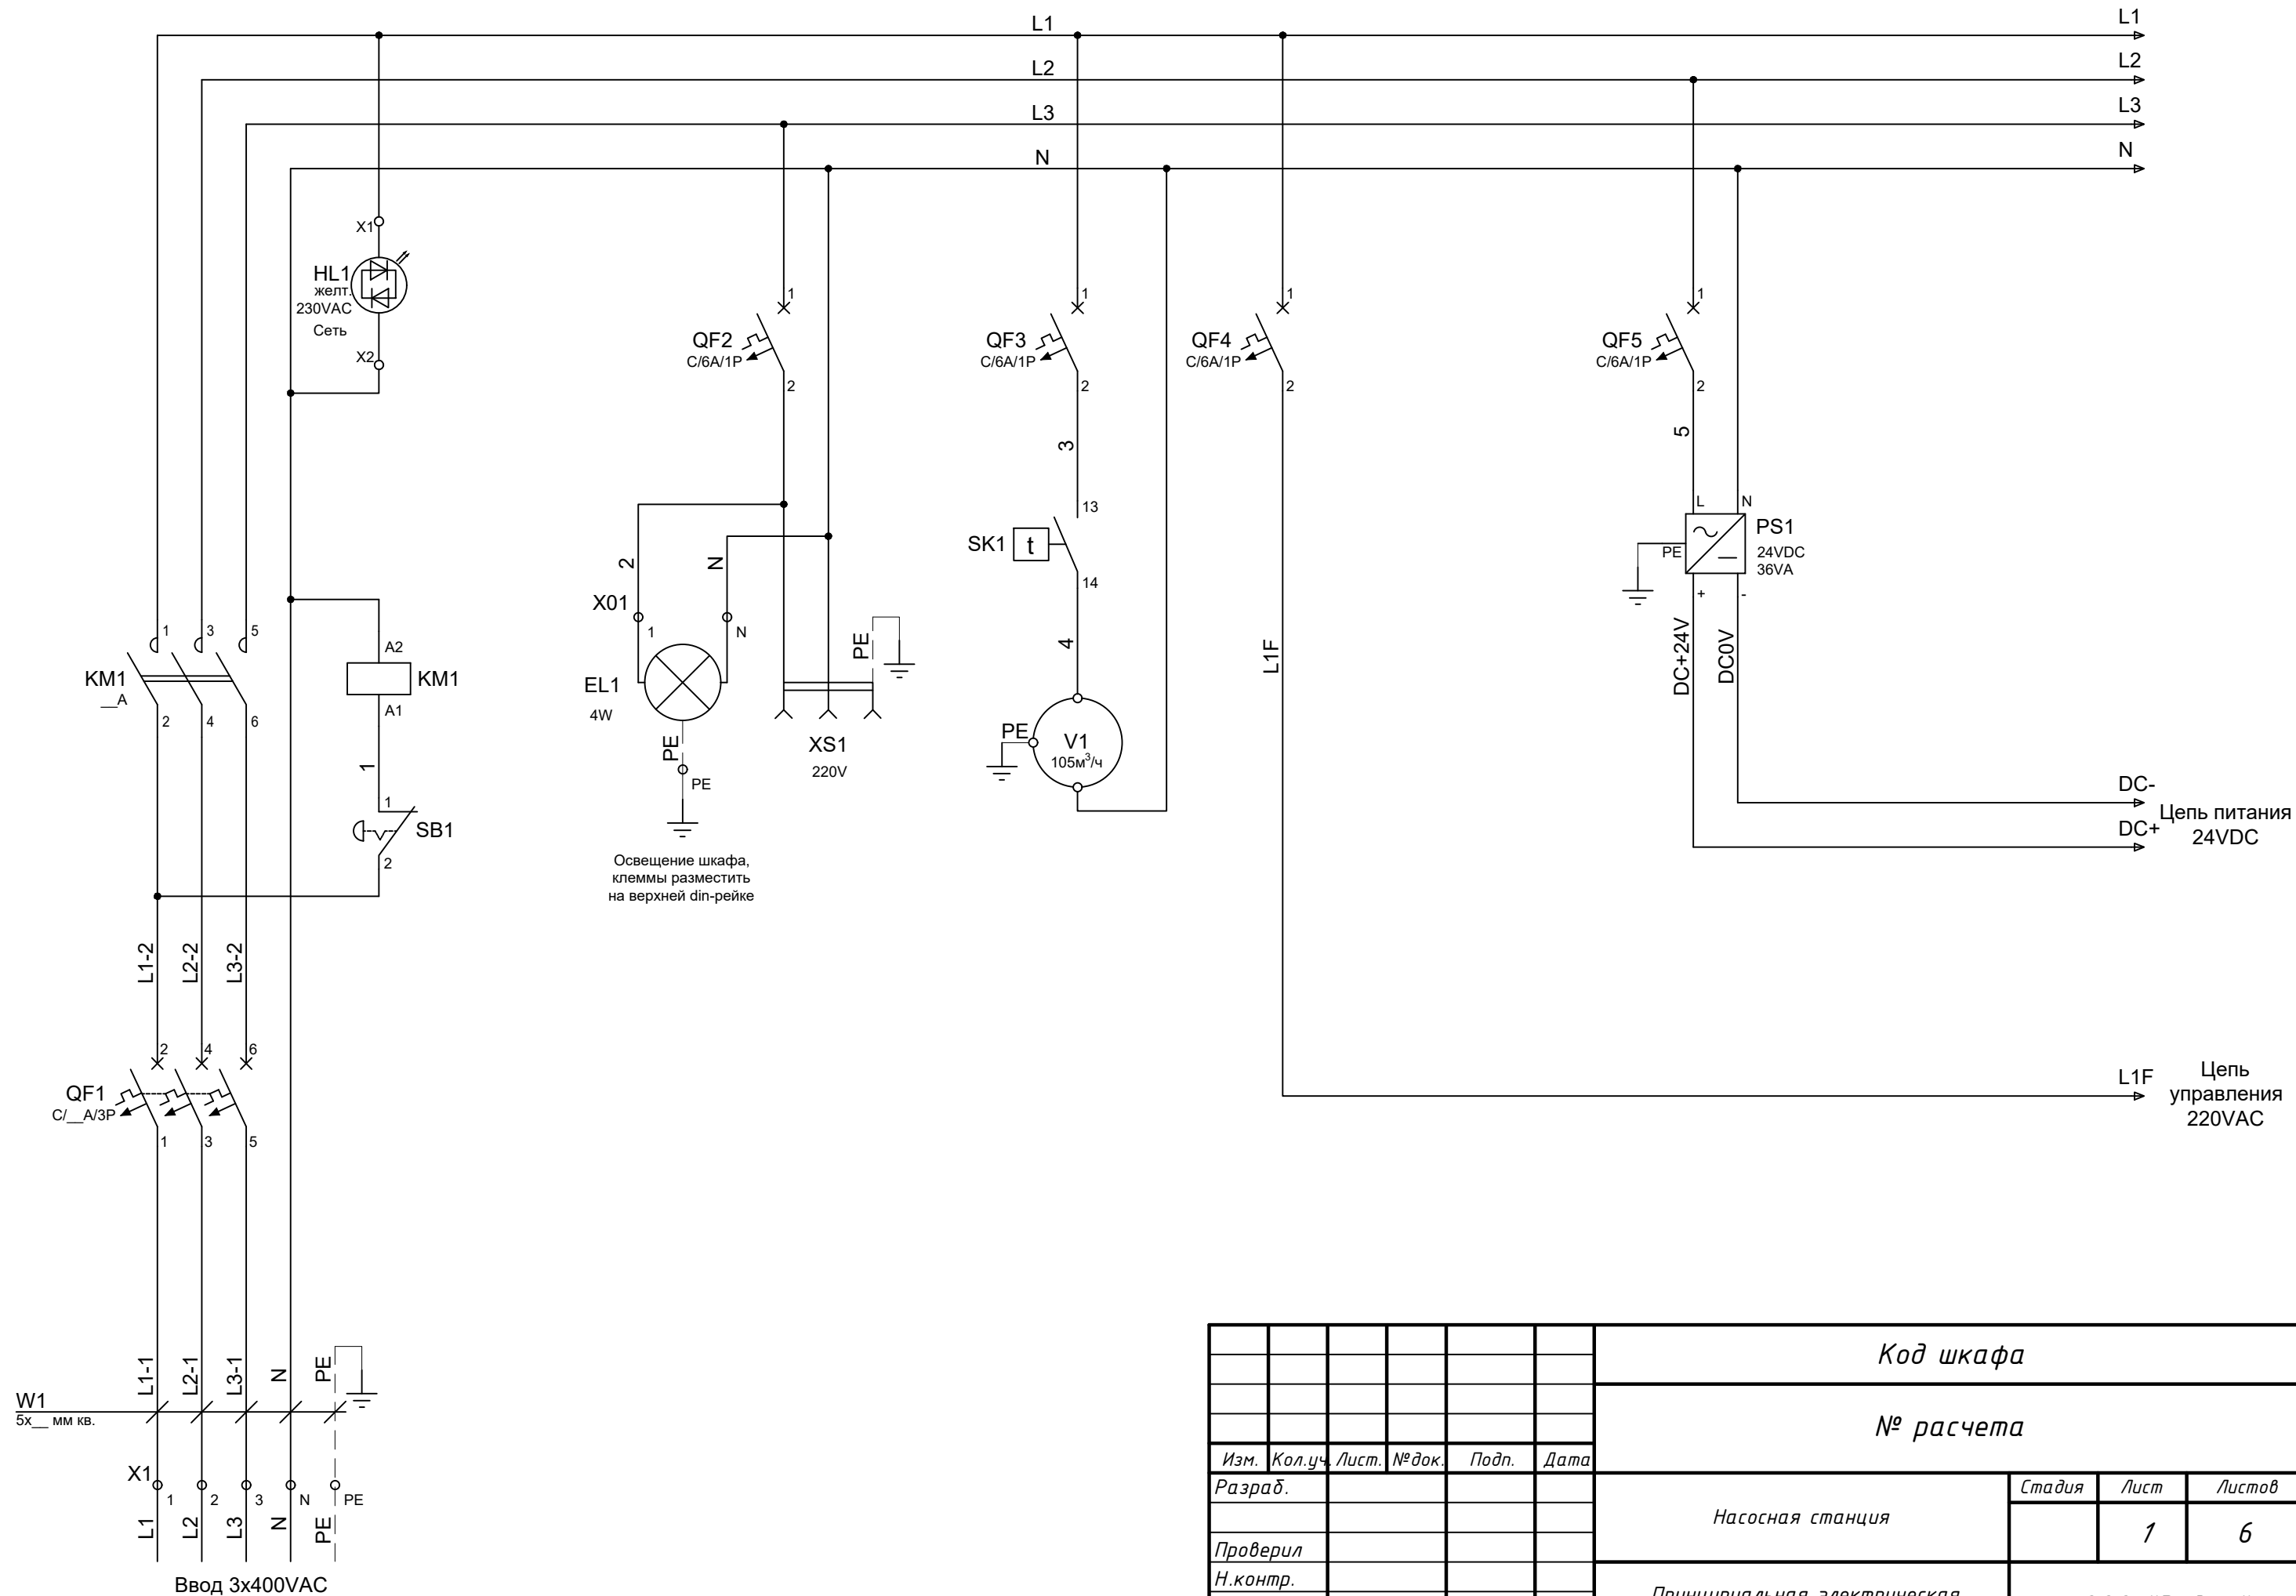 L1
L1
L2
L2
L3
L3
N
N
X1
HL1
желт.
230VAC
Сеть
X2
1
QF2
C/6A/1P
2
1
QF3
C/6A/1P
2
1
QF4
C/6A/1P
2
1
QF5
C/6A/1P
2
3
5
13
SK1
t
14
L
N
PS1
24VDC
36VA
PE
+
-
2
N
X01
1
N
PE
EL1
4W
PE
PE
XS1
220V
4
PE
V1
105м³/ч
L1F
DC+24V
DC0V
1
3
5
KM1
__A
2
4
6
A2
KM1
A1
1
1
SB1
2
Освещение шкафа,
клеммы разместить
на верхней din-рейке
DC-
DC+
Цепь питания
24VDC
L1-2
L2-2
L3-2
2
4
6
QF1
C/__A/3P
1
3
5
L1F
Цепь
управления
220VAC
L1-1
L2-1
L3-1
N
PE
W1
5x__ мм кв.
X1
1
2
3
N
PE
L1
L2
L3
N
PE
Ввод 3x400VAC
Код шкафа
№ расчета
Изм.
Кол.уч.
Лист.
№док.
Подп.
Дата
Разраб.
Насосная станция
Стадия
Лист
Листов
1
6
Проверил
Н.контр.
Принципиальная электрическая